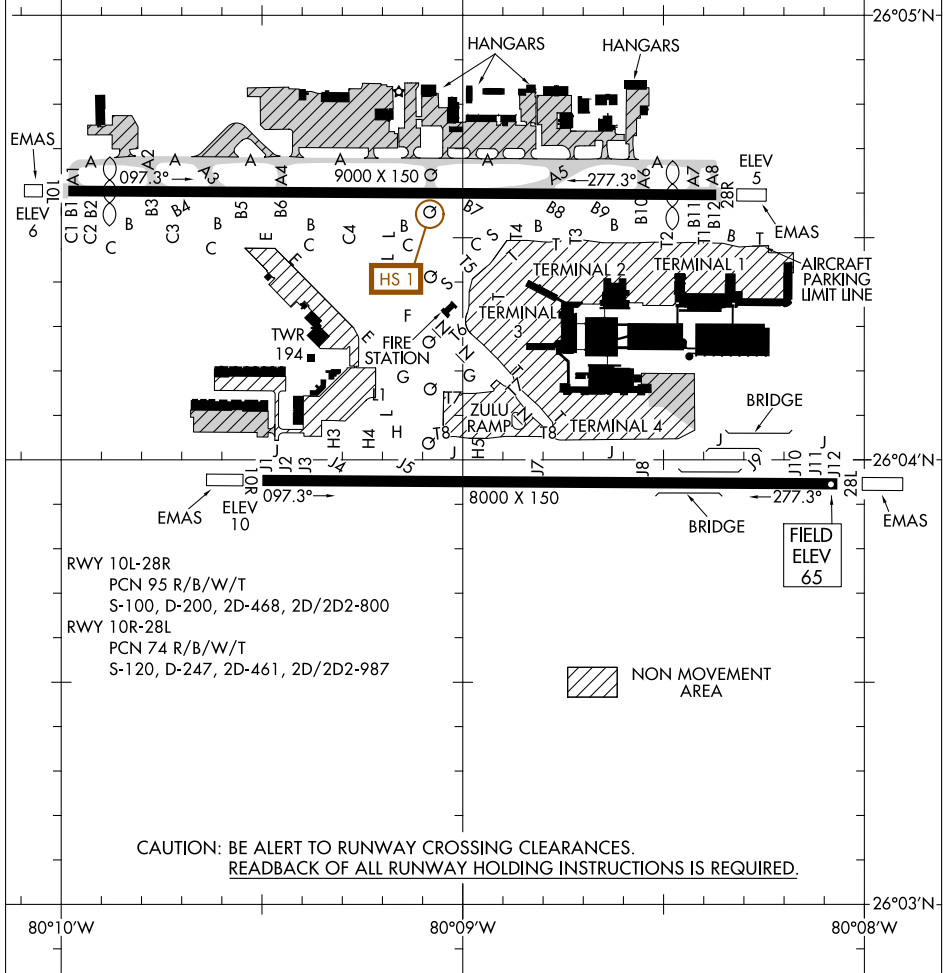 26°05'N
HANGARS
HANGARS
EMAS
A1
A
A2
A
A3
A4
A
A
A5
A
A6
A7
A8
ELEV
5
10L
097.3°
9000 X 150
277.3°
28R
ELEV
6
B1
B2
B
B3
B4
B5
B6
B
B
B7
B
B8
B9
B
B10
B11
B12
B
EMAS
C1
C2
C
C3
C
C
C4
C
C
E
E
E
L
L
Q
Q
Q
Q
Q
Q
HS 1
S
S
T4
T
T3
T2
T1
T
T5
T
T
TERMINAL 2
TERMINAL 1
AIRCRAFT
PARKING
LIMIT LINE
TERMINAL
3
F
N
T6
N
TWR
194
FIRE
STATION
G
G
T
T
L1
L
T7
ZULU
RAMP
N
T
T8
T8
TERMINAL 4
BRIDGE
H3
H4
H
H5
J
J
J
J
J
26°04'N
J1
J2
J3
J4
J5
J7
J8
J9
J10
J11
J12
10R
097.3°
8000 X 150
277.3°
28L
EMAS
ELEV
10
BRIDGE
EMAS
FIELD
ELEV
65
RWY 10L-28R
PCN 95 R/B/W/T
S-100, D-200, 2D-468, 2D/2D2-800
RWY 10R-28L
PCN 74 R/B/W/T
S-120, D-247, 2D-461, 2D/2D2-987
NON MOVEMENT
AREA
CAUTION: BE ALERT TO RUNWAY CROSSING CLEARANCES.
READBACK OF ALL RUNWAY HOLDING INSTRUCTIONS IS REQUIRED.
26°03'N
80°10'W
80°09'W
80°08'W